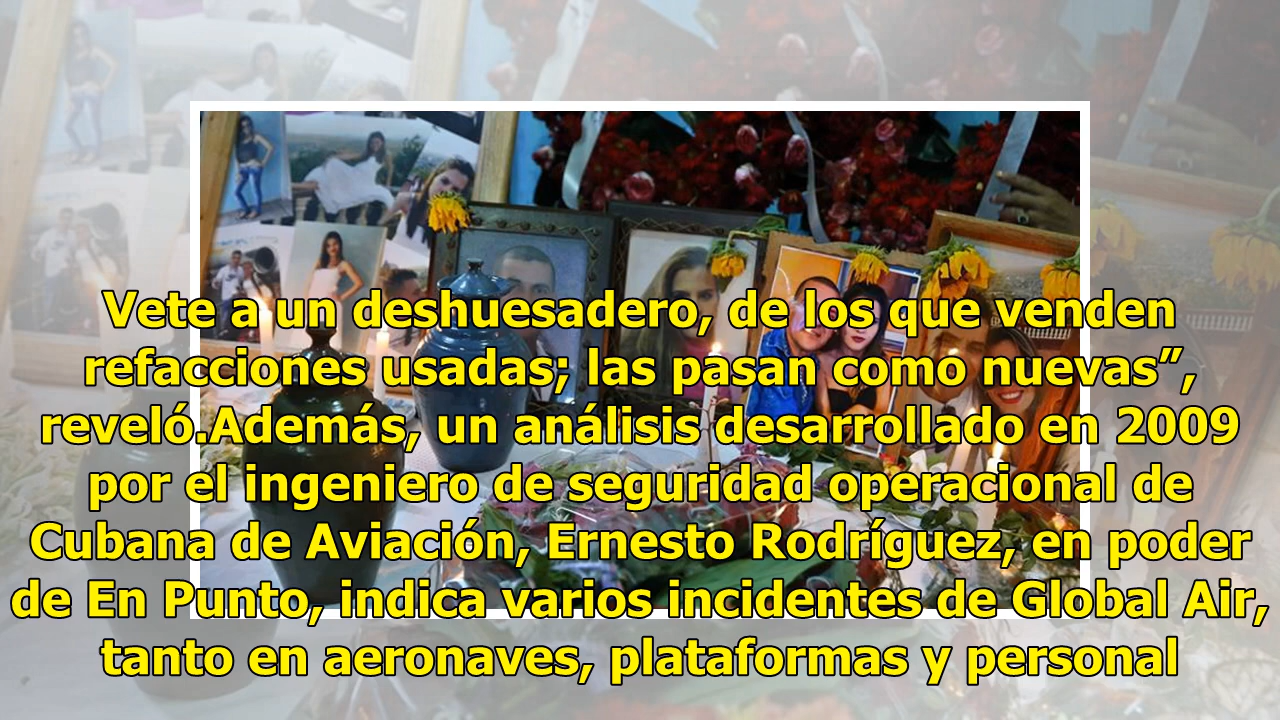 Vete a un deshuesadero, de los que venden
refacciones usadas; las pasan como nuevas”,
reveló.Además, un análisis desarrollado en 2009
por el ingeniero de seguridad operacional de
Cubana de Aviación, Ernesto Rodríguez, en poder
de En Punto, indica varios incidentes de Global Air,
tanto en aeronaves, plataformas y personal